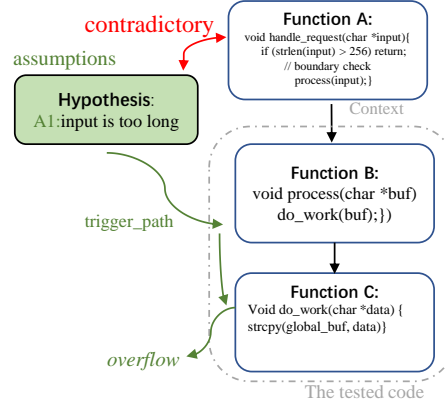 contradictory
Function A:
void handle_request(char *input){
if (strlen(input) > 256) return;
// boundary check
process(input);}
assumptions
Hypothesis:
A1:input is too long
Context
Function B:
void process(char *buf)
do_work(buf);})
trigger_path
Function C:
Void do_work(char *data) {
strcpy(global_buf, data)}
overflow
The tested code